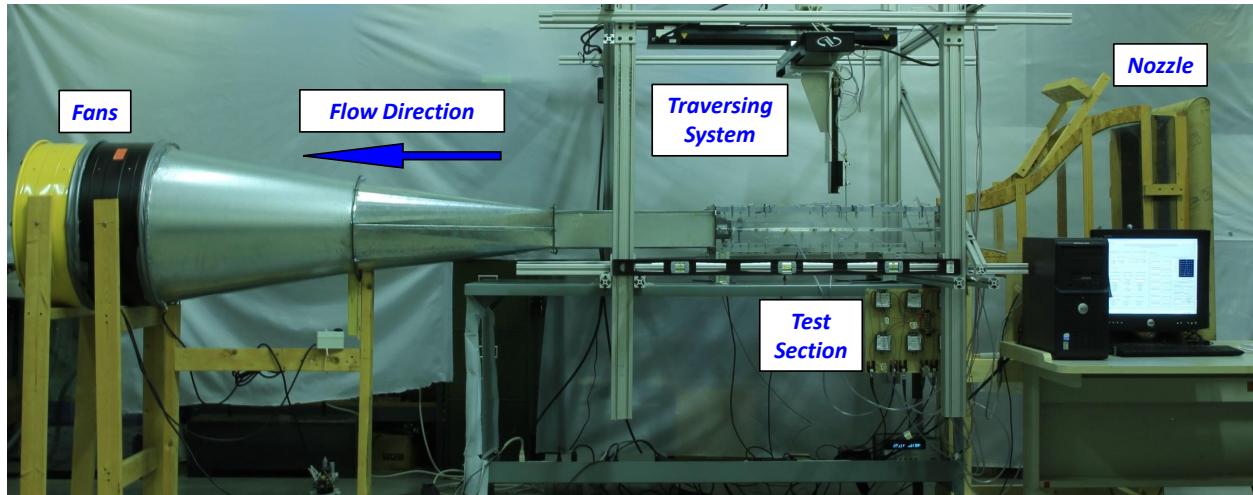 Fans
Flow Direction
Traversing
System
Nozzle
Test
Section